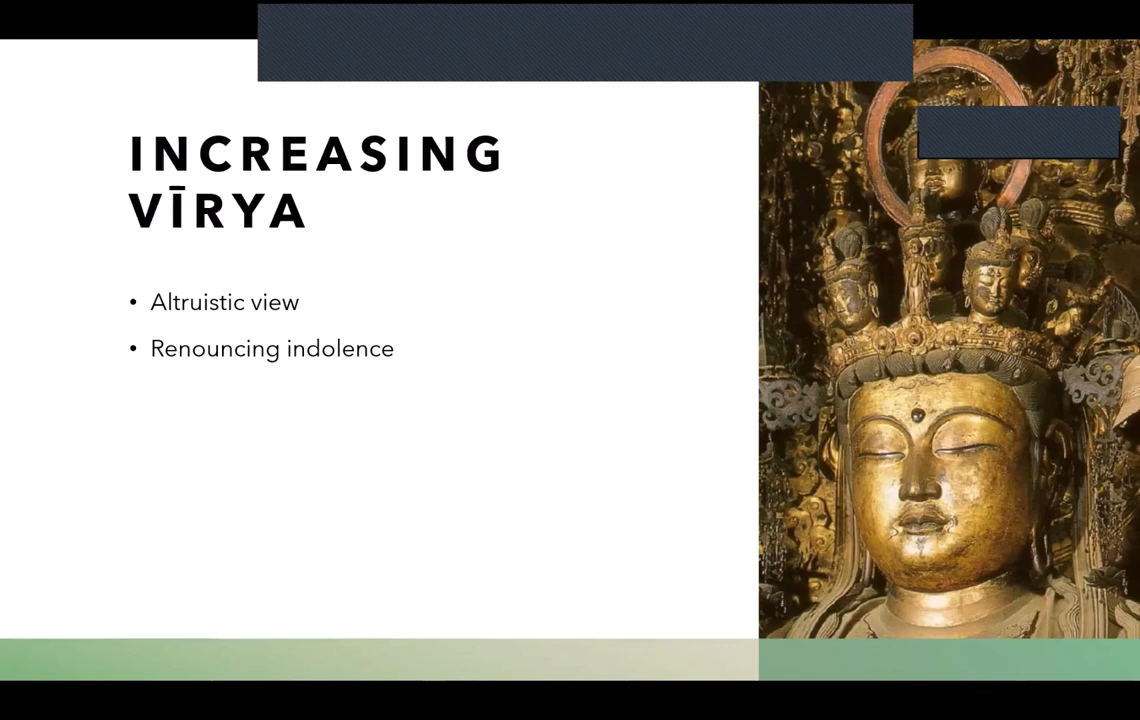 INCREASING
VĪRYA
• Altruistic view
• Renouncing indolence